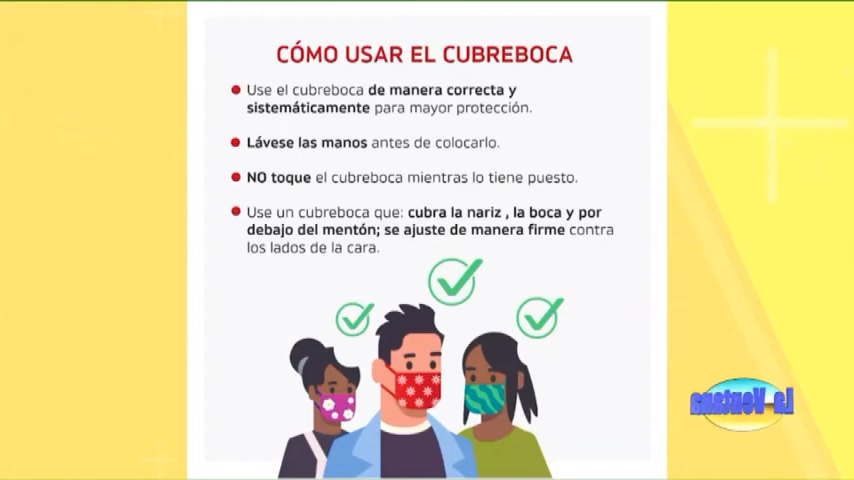 CÓMO USAR EL CUBREBOCA
Use el cubreboca de manera correcta y
sistemáticamente para mayor protección.
Lávese las manos antes de colocarlo.
NO toque el cubreboca mientras lo tiene puesto.
Use un cubreboca que: cubra la nariz , la boca y por
debajo del mentón; se ajuste de manera firme contra
los lados de la cara.
La Ventana